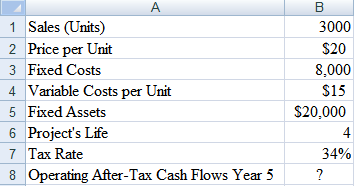 A B
1 Sales (Units) 3000
2 Price per Unit $20
3 Fixed Costs 8,000
4 Variable Costs per Unit $15
5 Fixed Assets $20,000
6 Project's Life 4
7 Tax Rate 34%
8 Operating After-Tax Cash Flows Year 5 ?